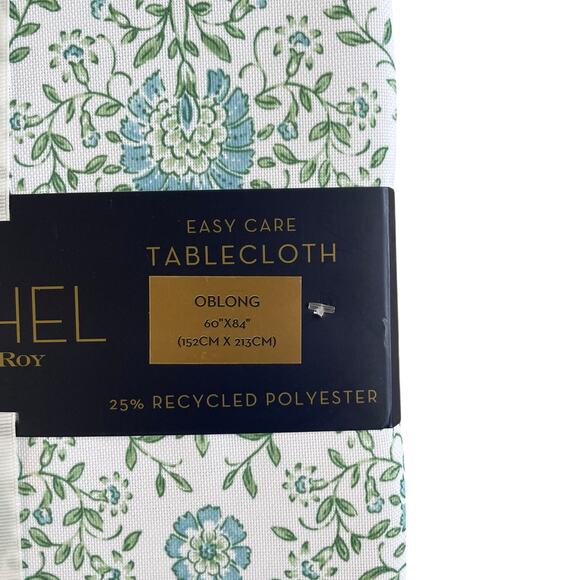 EASY CARE
TABLECLOTH
HEL
ROY
OBLONG
60"X84"
(152CM X 213CM)
25% RECYCLED POLYESTER